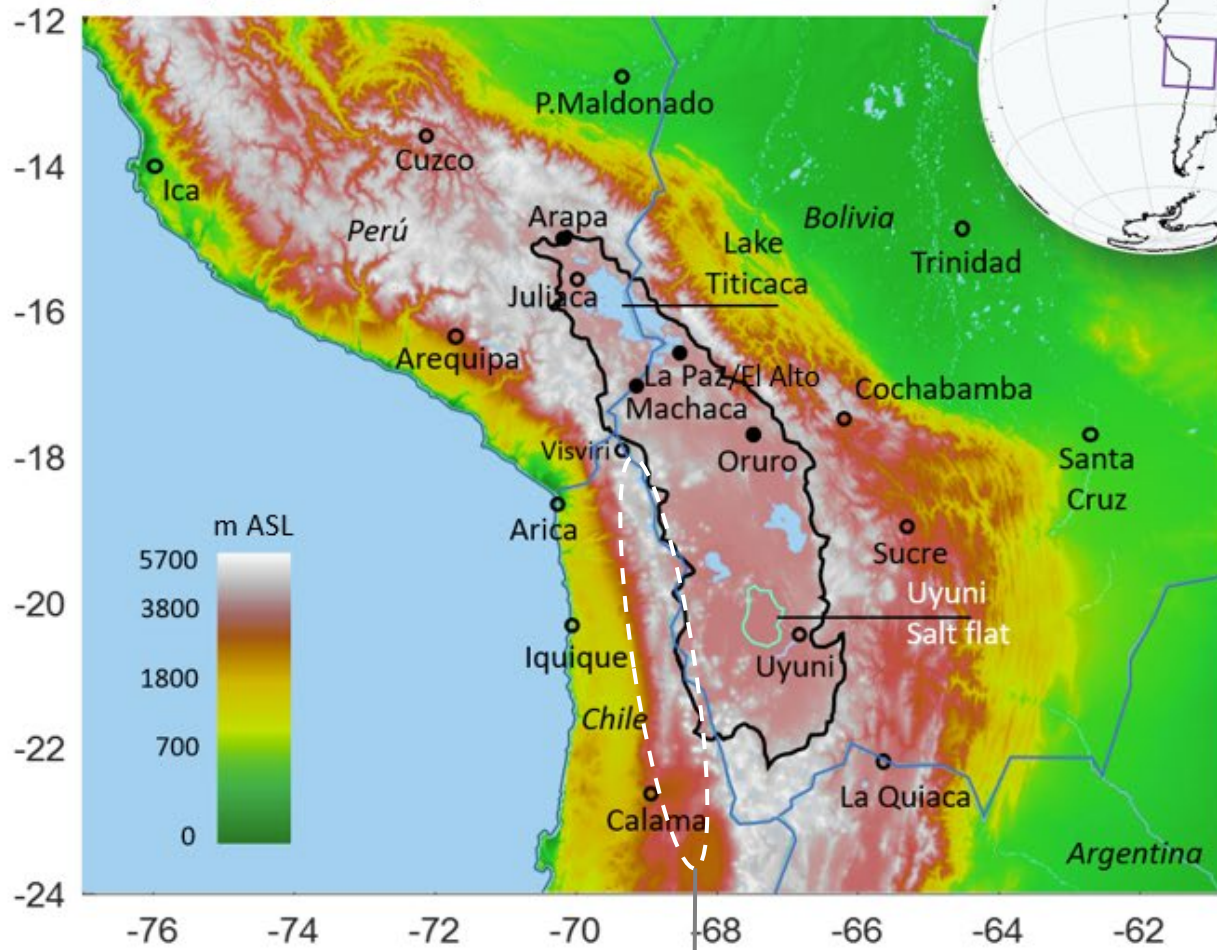 -12
-14
-16
-18
-20
-22
-24
P.Maldonado
Cuzco
Ica
Perú
Arapa
Bolivia
Lake
Titicaca
Trinidad
Juliaca
Arequipa
La Paz/El Alto
Machaca
Cochabamba
Visviri
Oruro
Santa
Cruz
Arica
Sucre
m ASL
5700
3800
1800
700
0
Uyuni
Salt flat
Iquique
Uyuni
Chile
Calama
La Quiaca
Argentina
-76
-74
-72
-70
-68
-66
-64
-62